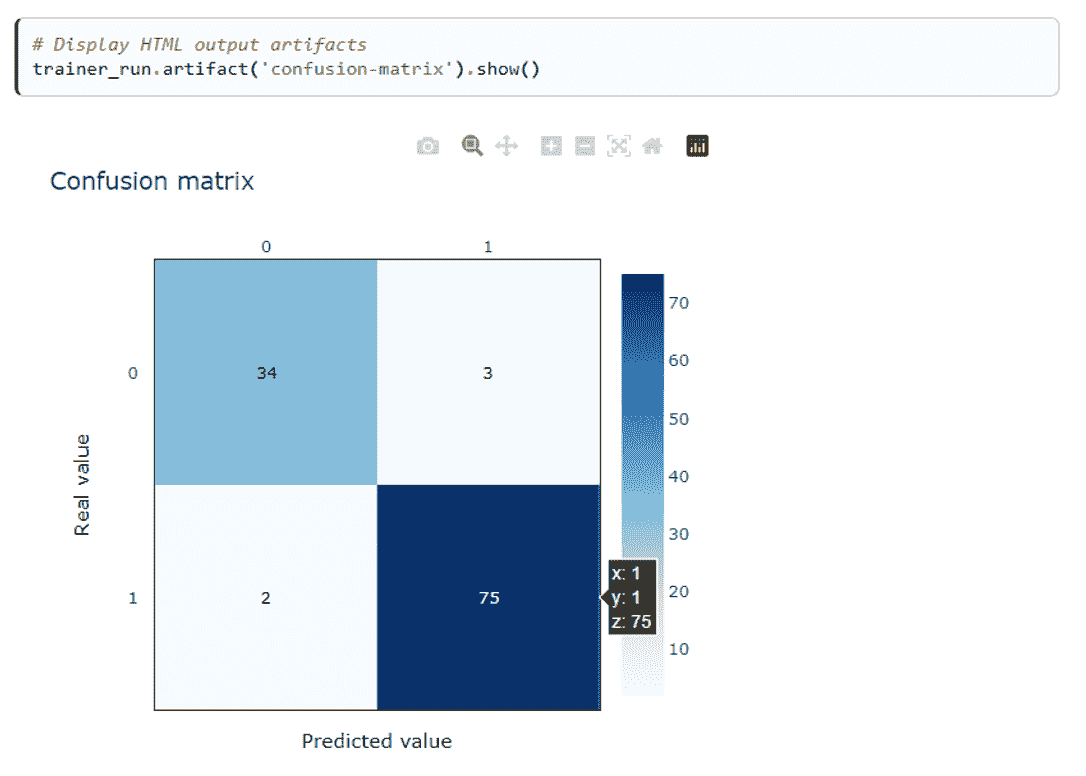 # Display HTML output artifacts
trainer_run.artifact('confusion-matrix').show()
Confusion matrix
0 1
70
60
0 34 3
50
40
Real value
30
x: 1
20
1 2 75 y: 1
z: 75
10
Predicted value